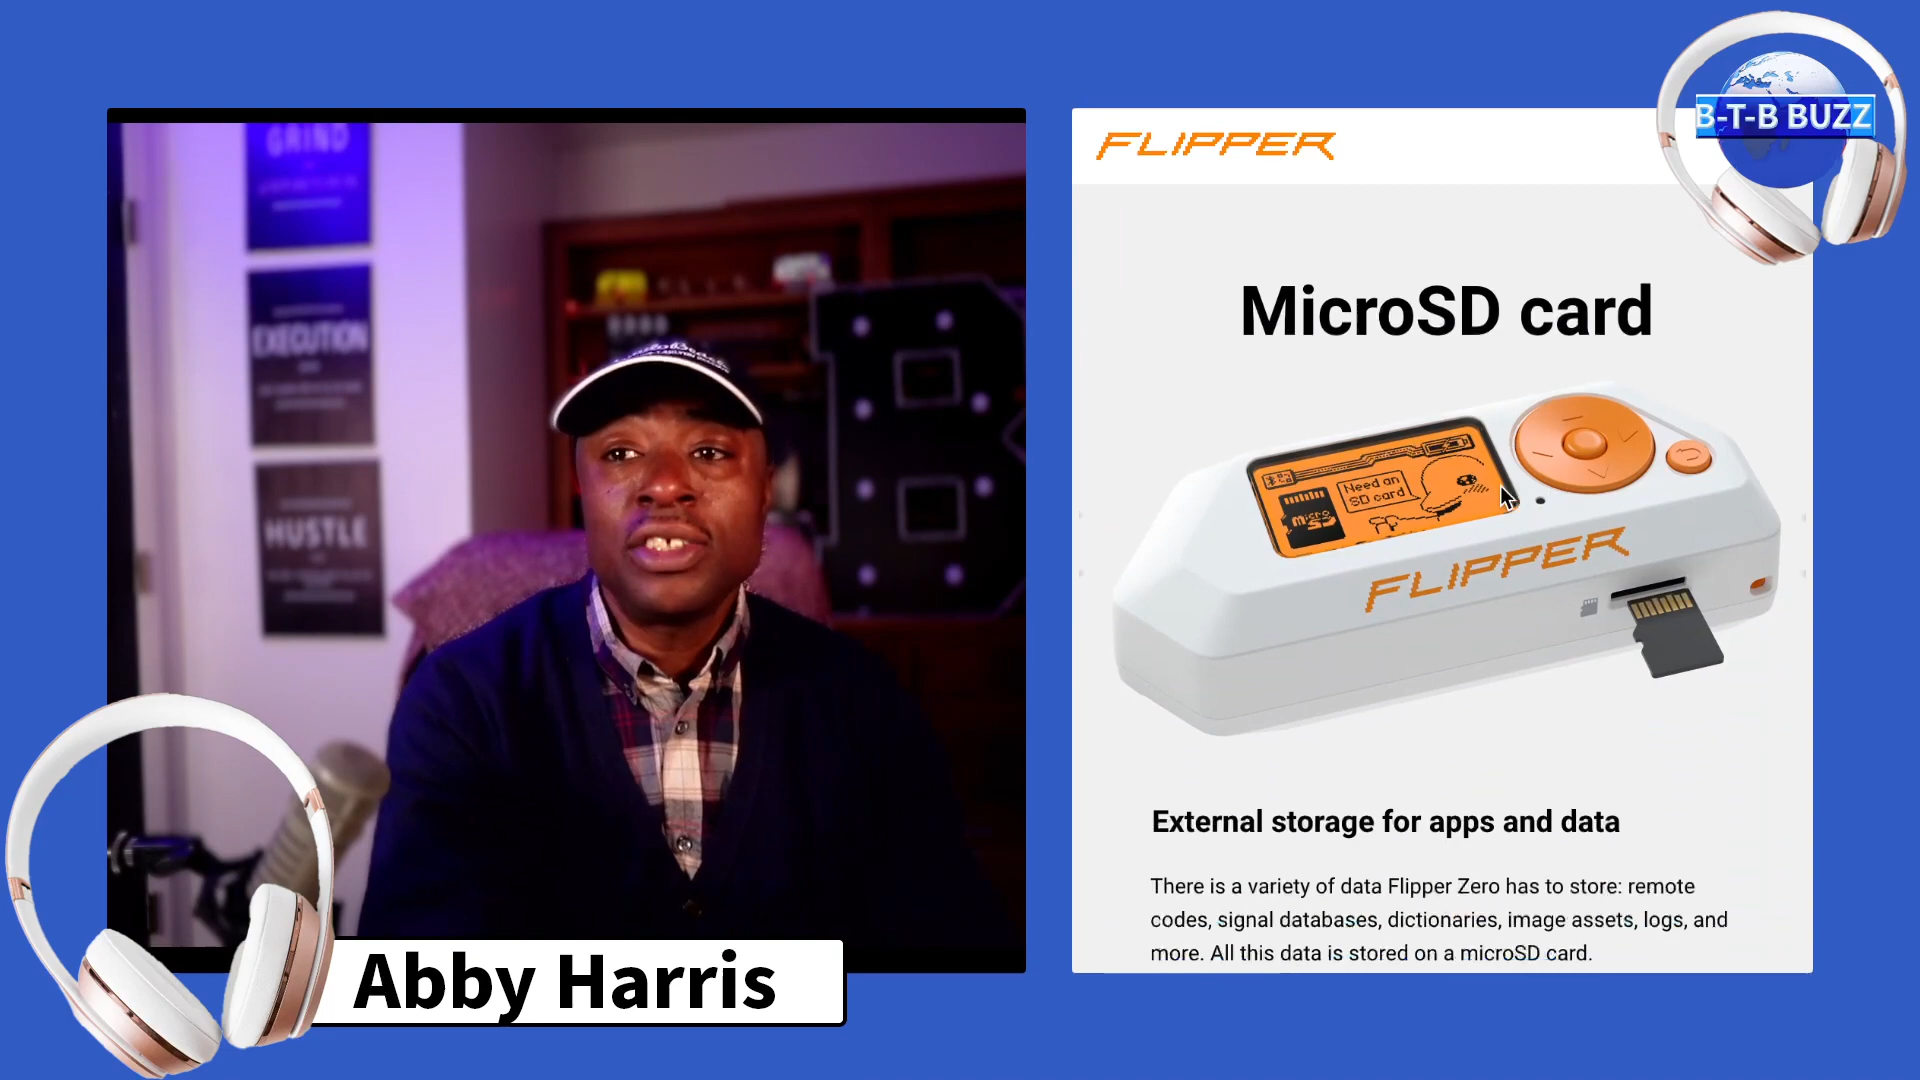 GRIND
EXECUTION
HUSTLE
B-T-B BUZZ
FLIPPER
MicroSD card
Need an
SD card
micro
FLIPPER
External storage for apps and data
There is a variety of data Flipper Zero has to store: remote
codes, signal databases, dictionaries, image assets, logs, and
more. All this data is stored on a microSD card.
Abby Harris